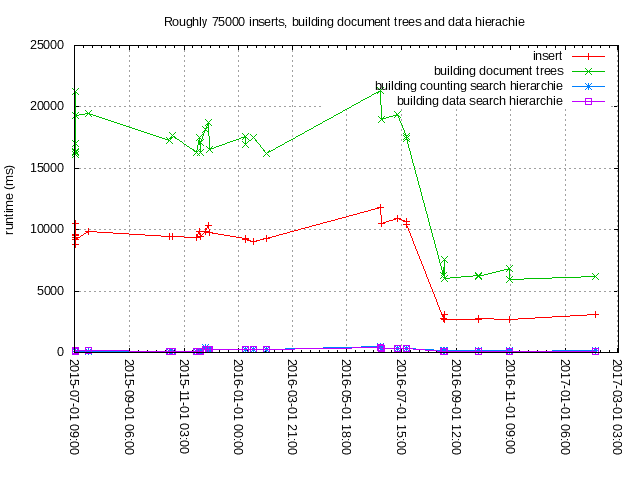 Roughly 75000 inserts, building document trees and data hierachie
25000
20000
15000
10000
5000
0
runtime (ms)
insert
building document trees
building counting search hierarchie
building data search hierarchie
2015-07-01 09:00
2015-09-01 06:00
2015-11-01 03:00
2016-01-01 00:00
2016-03-01 21:00
2016-05-01 18:00
2016-07-01 15:00
2016-09-01 12:00
2016-11-01 09:00
2017-01-01 06:00
2017-03-01 03:00